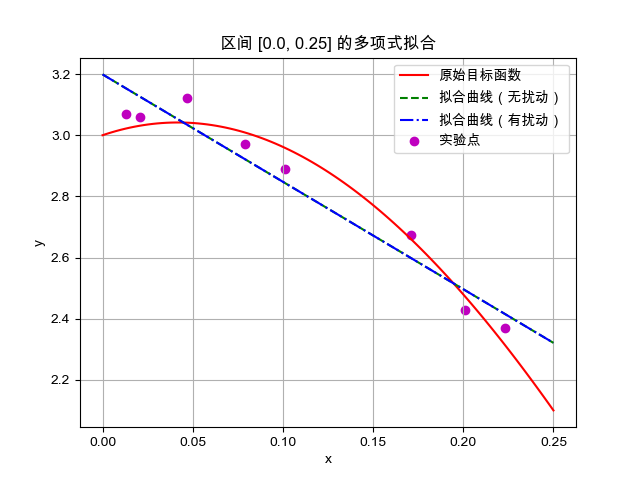 区间 [0.0, 0.25] 的多项式拟合
原始目标函数
拟合曲线（无扰动）
拟合曲线（有扰动）
实验点
3.2
3.0
2.8
2.6
2.4
2.2
y
0.00 0.05 0.10 0.15 0.20 0.25
x